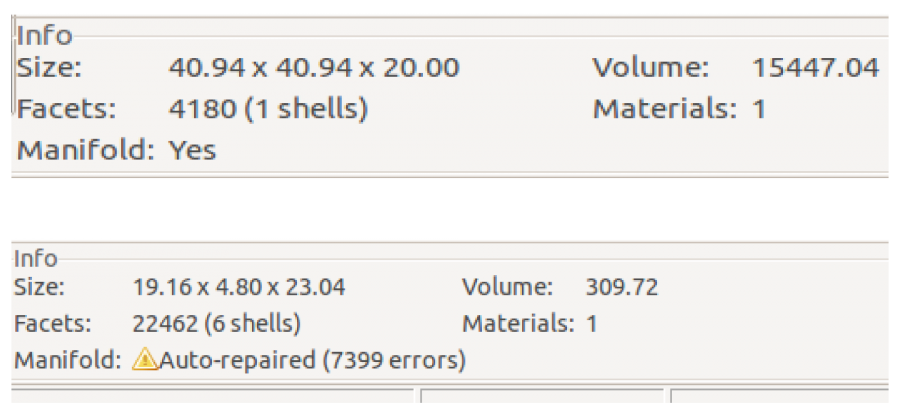 Info
Size: 40.94 x 40.94 x 20.00 Volume: 15447.04
Facets: 4180 (1 shells) Materials: 1
Manifold: Yes
Info
Size: 19.16 x 4.80 x 23.04 Volume: 309.72
Facets: 22462 (6 shells) Materials: 1
Manifold: Auto-repaired (7399 errors)